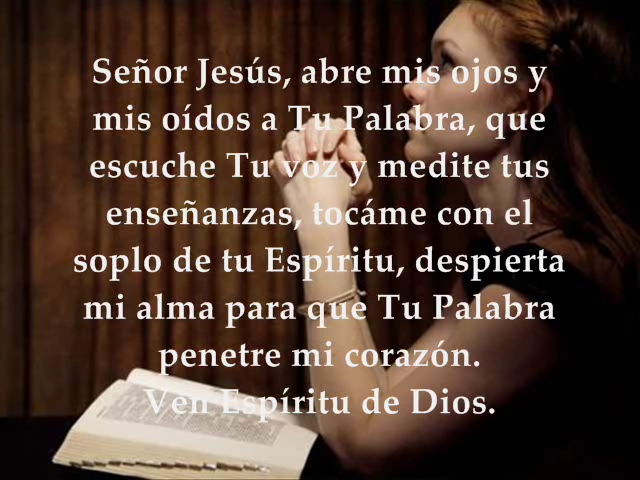 Señor Jesús, abre mis ojos y
mis oídos a Tu Palabra, que
escuche Tu voz y medite tus
enseñanzas, tocáme con el
soplo de tu Espíritu, despierta
mi alma para que Tu Palabra
penetre mi corazón.
Ven Espíritu de Dios.